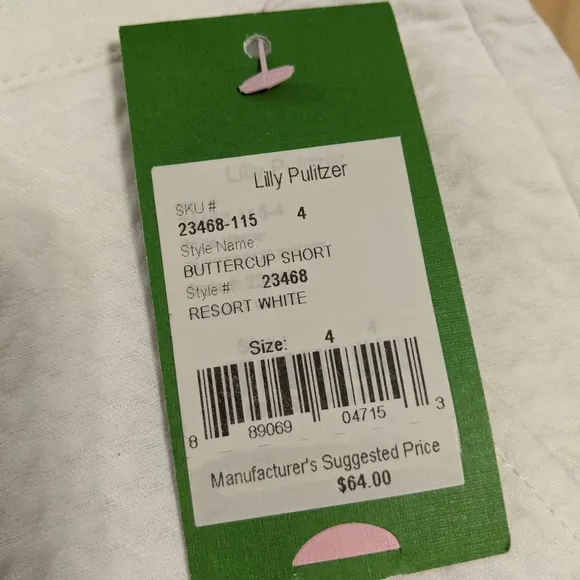 Lilly Pulitzer
SKU #
23468-115 4
Style Name
BUTTERCUP SHORT
Style #: 23468
RESORT WHITE
Size: 4
8 89069 04715 3
Manufacturer's Suggested Price
$64.00